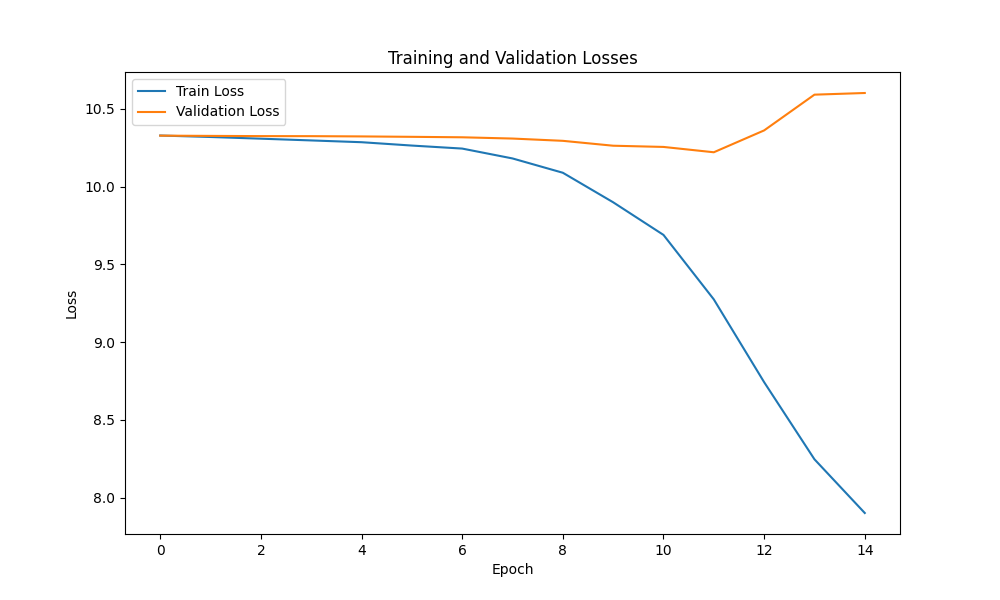 Training and Validation Losses
Train Loss
Validation Loss
10.5
10.0
9.5
9.0
8.5
8.0
Loss
0 2 4 6 8 10 12 14
Epoch